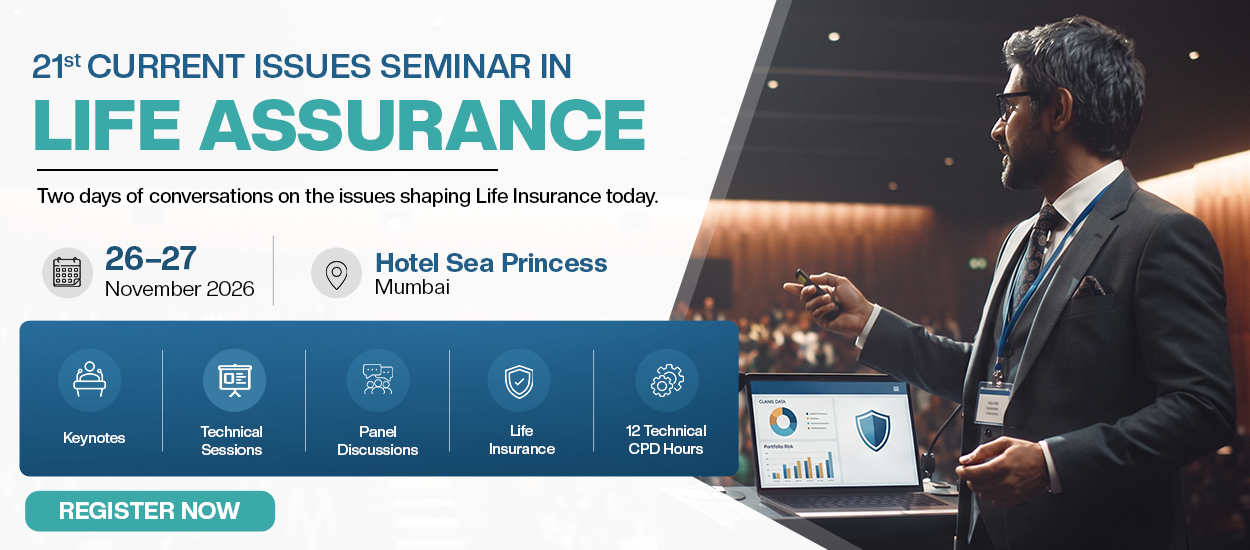 21st CURRENT ISSUES SEMINAR IN
LIFE ASSURANCE
Two days of conversations on the issues shaping Life Insurance today.
26–27
November 2026
Hotel Sea Princess
Mumbai
Keynotes
Technical
Sessions
Panel
Discussions
Life
Insurance
12 Technical
CPD Hours
REGISTER NOW
CLAIMS DATA
Portfolio Risk